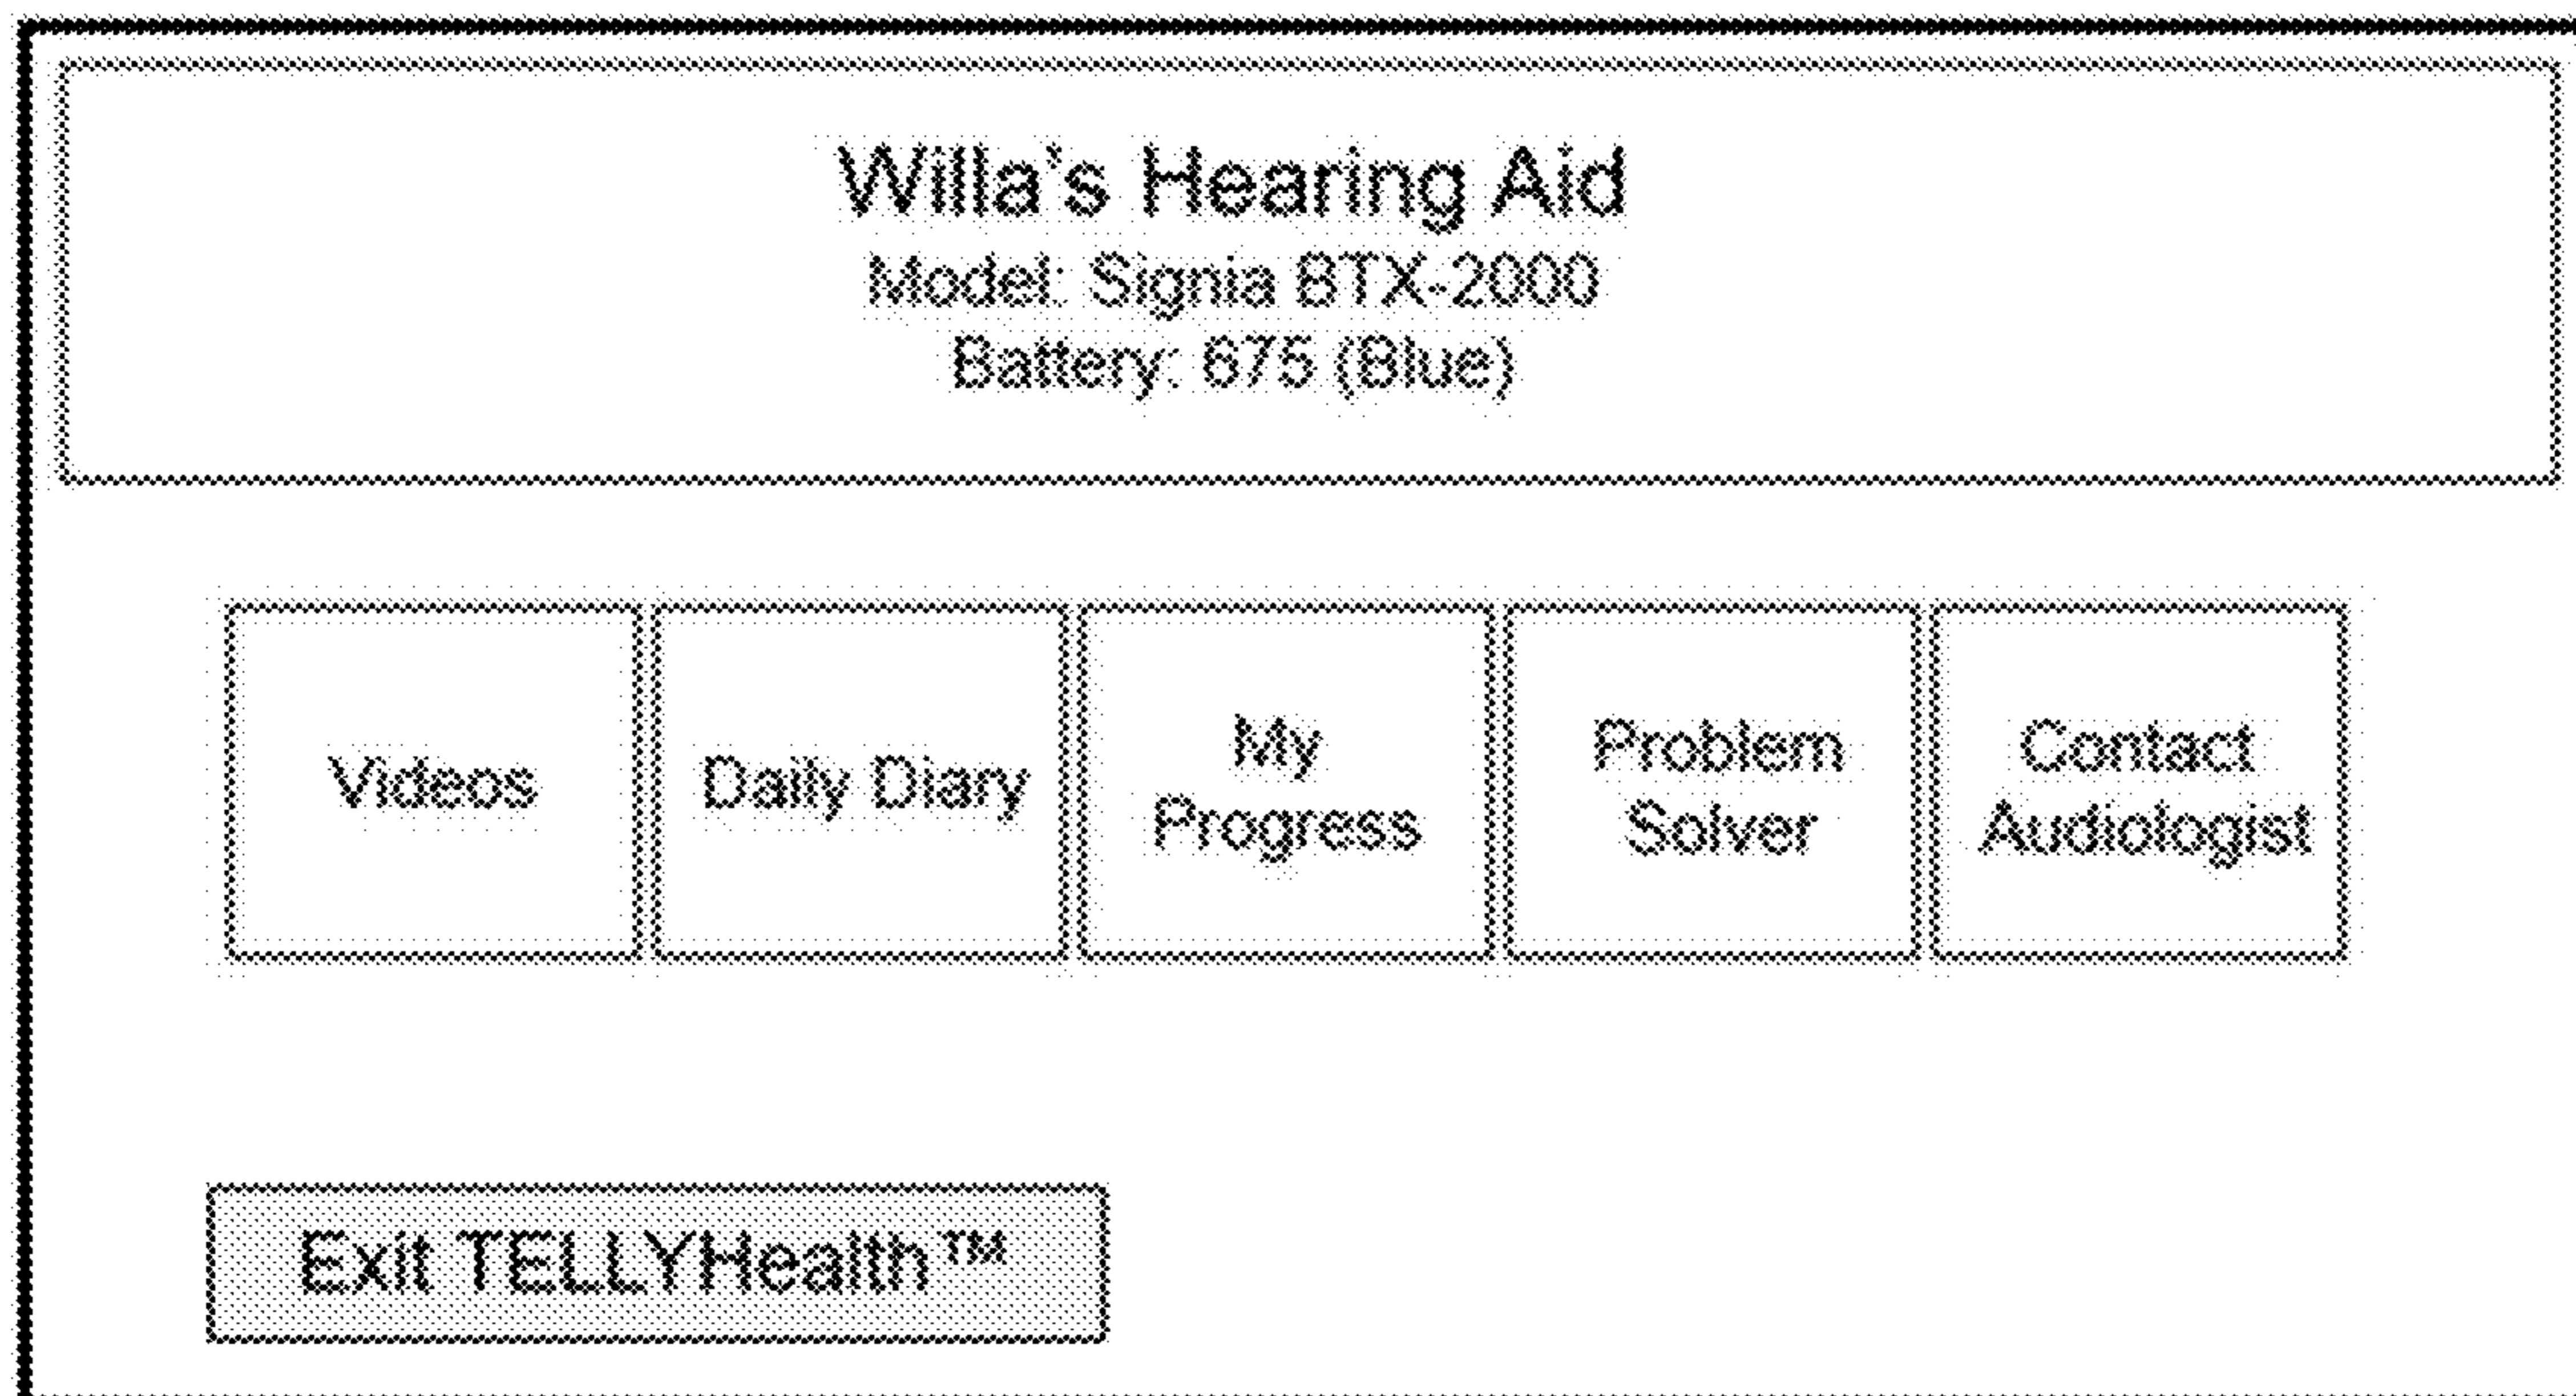 Willa's Hearing Aid
Model: Signia BTX-2000
Battery: 675 (Blue)
Videos
Daily Diary
My
Progress
Problem
Solver
Contact
Audiologist
Exit TELLYHealth™